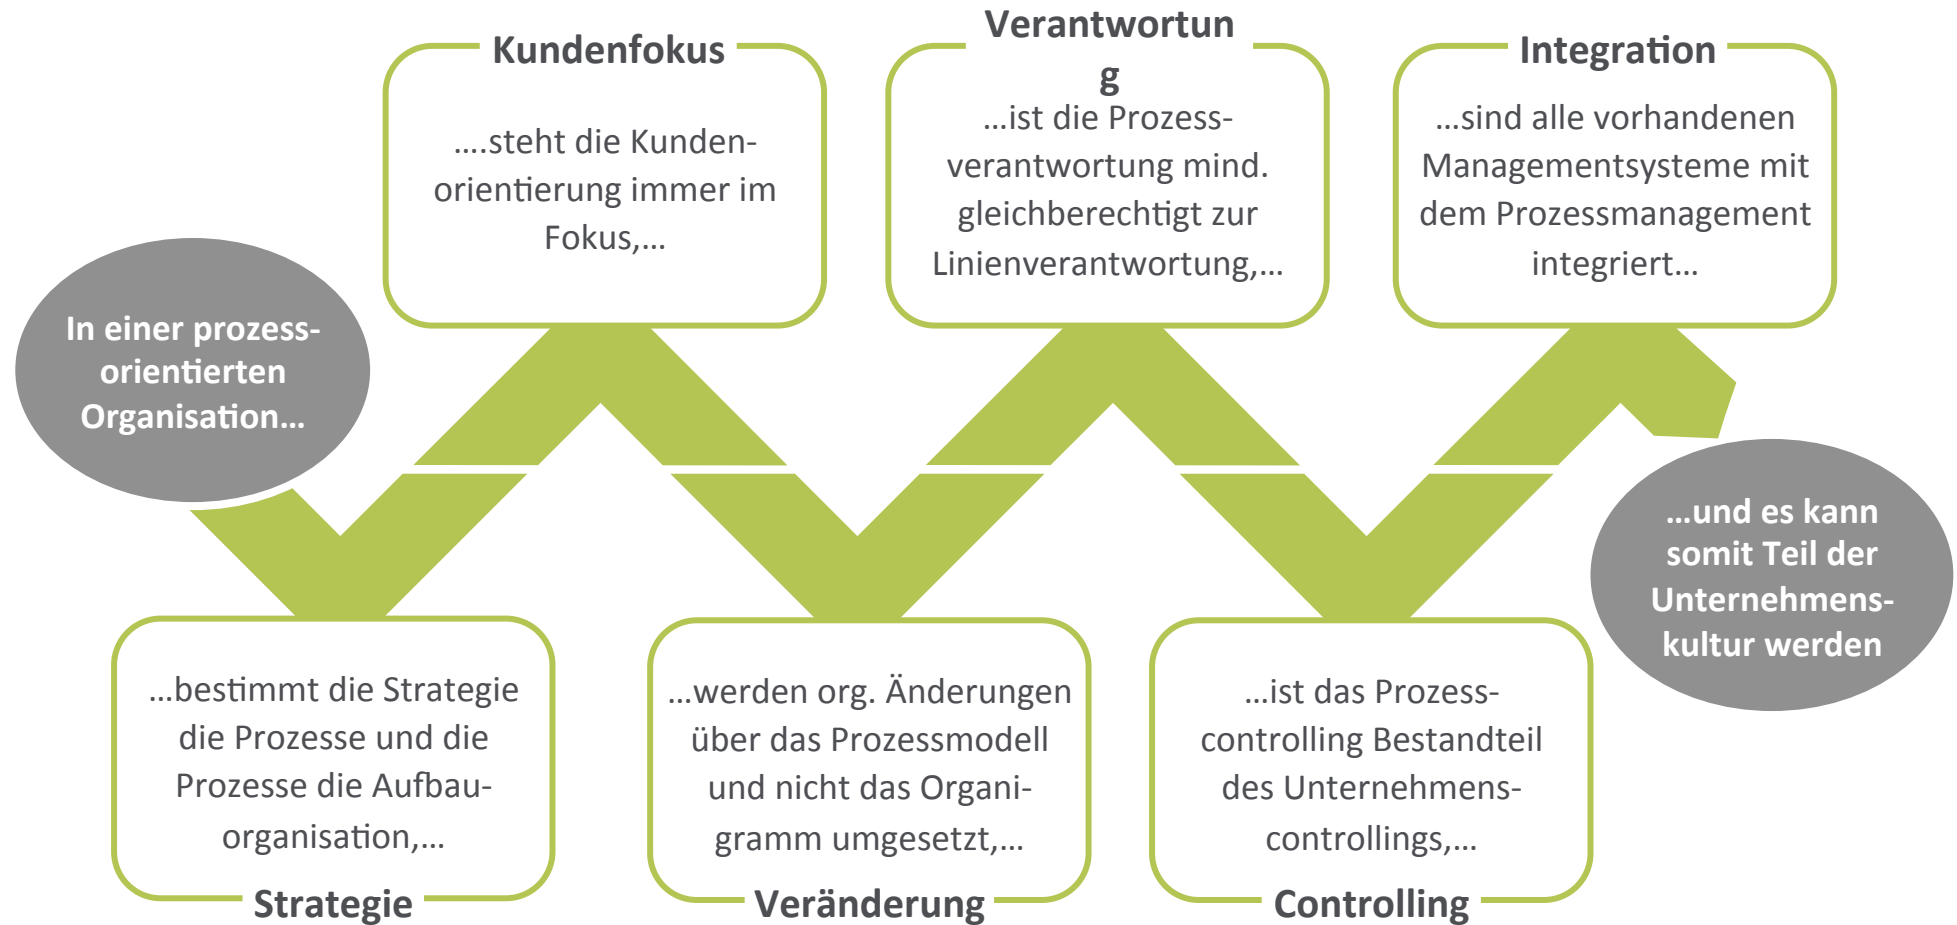 In einer prozess-
orientierten
Organisation…
…bestimmt die Strategie
die Prozesse und die
Prozesse die Aufbau-
organisation,…
Strategie
Kundenfokus
….steht die Kunden-
orientierung immer im
Fokus,…
…werden org. Änderungen
über das Prozessmodell
und nicht das Organi-
gramm umgesetzt,…
Veränderung
Verantwortun
g
…ist die Prozess-
verantwortung mind.
gleichberechtigt zur
Linienverantwortung,…
…ist das Prozess-
controlling Bestandteil
des Unternehmens-
controllings,…
Controlling
Integration
…sind alle vorhandenen
Managementsysteme mit
dem Prozessmanagement
integriert…
…und es kann
somit Teil der
Unternehmens-
kultur werden